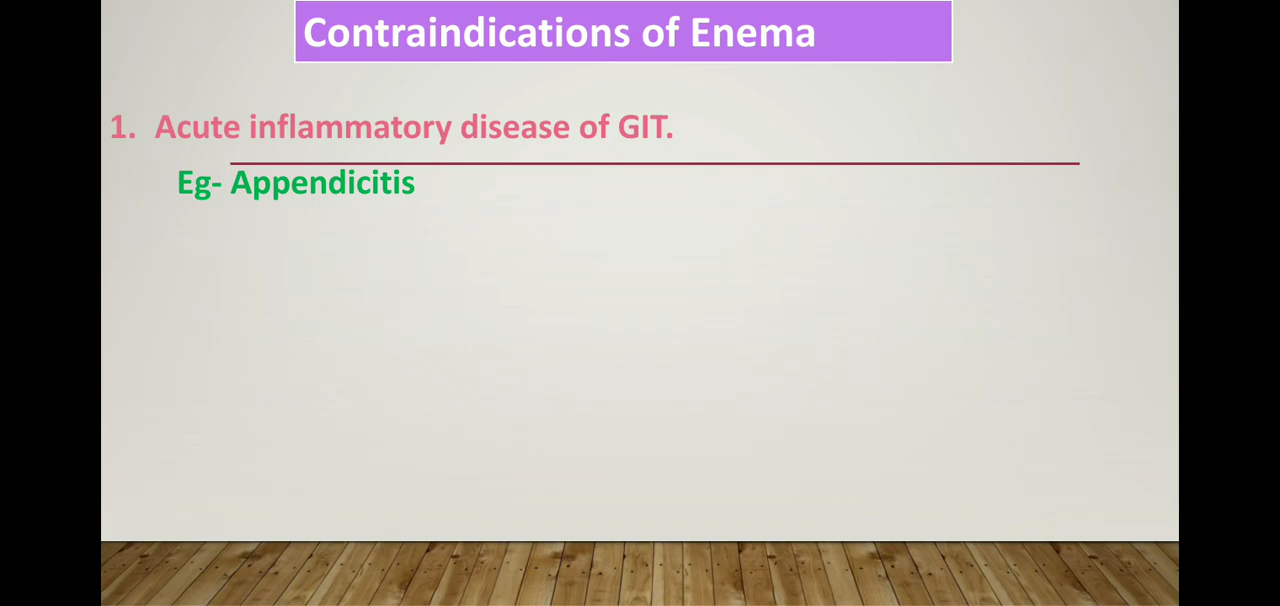 Contraindications of Enema
1. Acute inflammatory disease of GIT.
Eg- Appendicitis